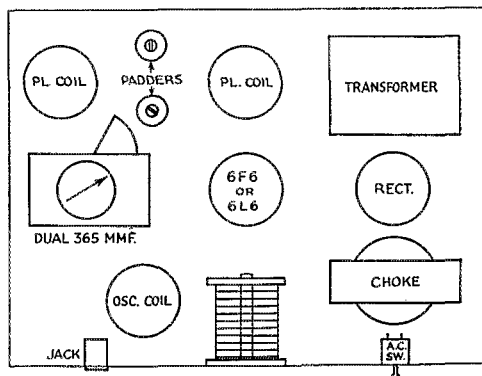 PL. COIL
PADDERS
PL. COIL
TRANSFORMER
6F6
OR
6L6
RECT.
DUAL 365 MMF.
CHOKE
OSC. COIL
JACK
A.C.
SW.